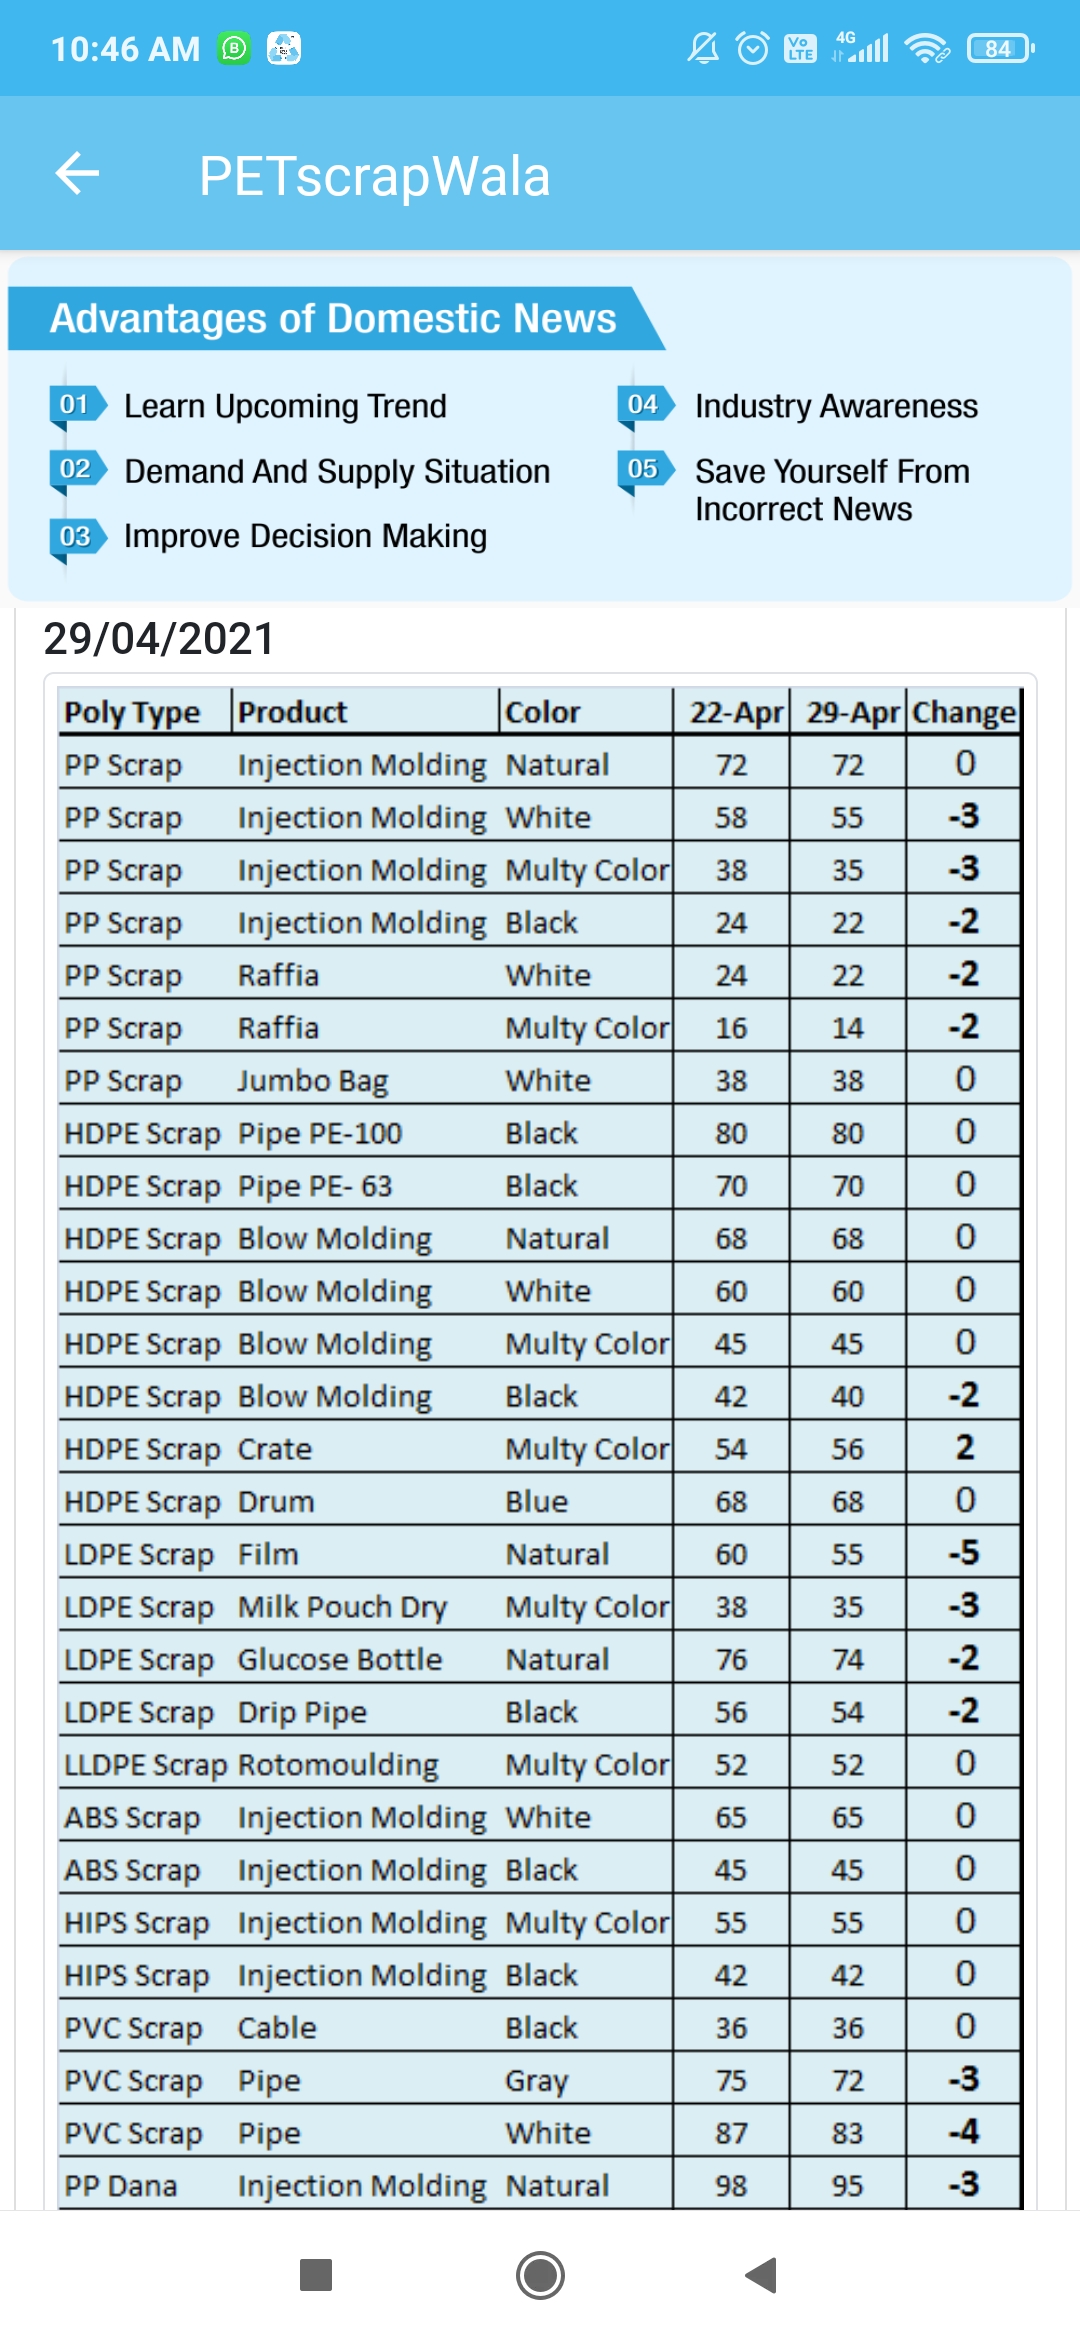 10:46 AM
4G
Vo LTE
84
PETscrapWala
Advantages of Domestic News
01 Learn Upcoming Trend
02 Demand And Supply Situation
03 Improve Decision Making
04 Industry Awareness
05 Save Yourself From
Incorrect News
29/04/2021
Poly Type Product Color 22-Apr 29-Apr Change
PP Scrap Injection Molding Natural 72 72 0
PP Scrap Injection Molding White 58 55 -3
PP Scrap Injection Molding Multy Color 38 35 -3
PP Scrap Injection Molding Black 24 22 -2
PP Scrap Raffia White 24 22 -2
PP Scrap Raffia Multy Color 16 14 -2
PP Scrap Jumbo Bag White 38 38 0
HDPE Scrap Pipe PE-100 Black 80 80 0
HDPE Scrap Pipe PE- 63 Black 70 70 0
HDPE Scrap Blow Molding Natural 68 68 0
HDPE Scrap Blow Molding White 60 60 0
HDPE Scrap Blow Molding Multy Color 45 45 0
HDPE Scrap Blow Molding Black 42 40 -2
HDPE Scrap Crate Multy Color 54 56 2
HDPE Scrap Drum Blue 68 68 0
LDPE Scrap Film Natural 60 55 -5
LDPE Scrap Milk Pouch Dry Multy Color 38 35 -3
LDPE Scrap Glucose Bottle Natural 76 74 -2
LDPE Scrap Drip Pipe Black 56 54 -2
LLDPE Scrap Rotomoulding Multy Color 52 52 0
ABS Scrap Injection Molding White 65 65 0
ABS Scrap Injection Molding Black 45 45 0
HIPS Scrap Injection Molding Multy Color 55 55 0
HIPS Scrap Injection Molding Black 42 42 0
PVC Scrap Cable Black 36 36 0
PVC Scrap Pipe Gray 75 72 -3
PVC Scrap Pipe White 87 83 -4
PP Dana Injection Molding Natural 98 95 -3